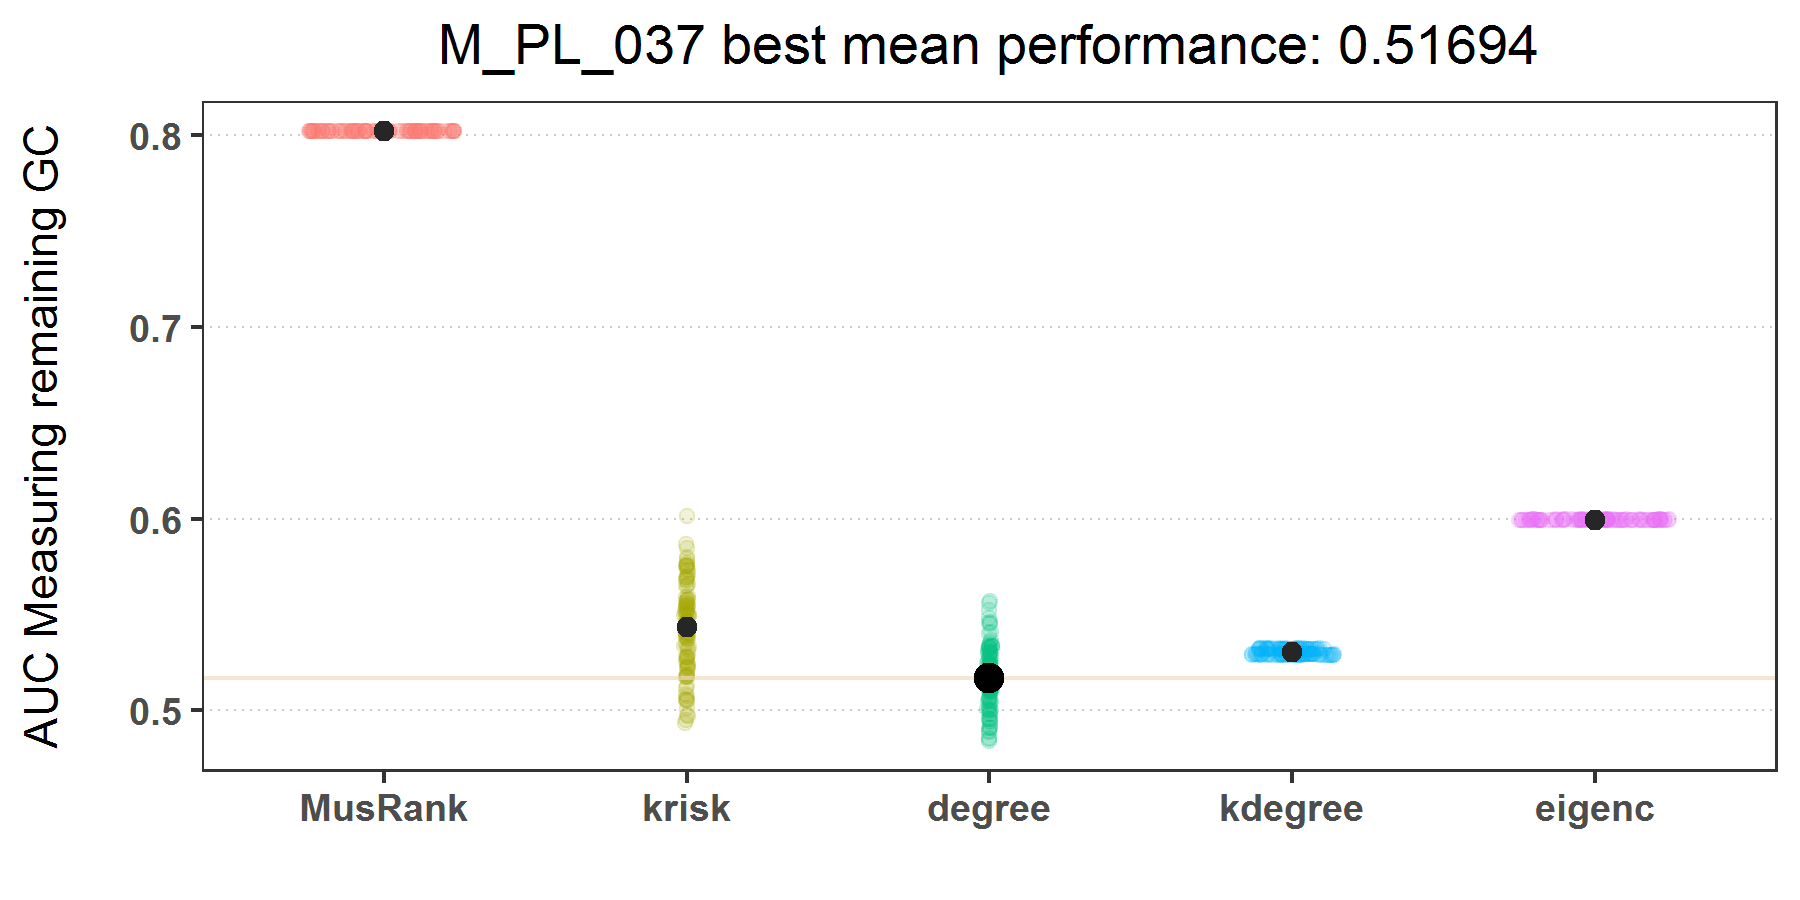 M_PL_037 best mean performance: 0.51694
AUC Measuring remaining GC
0.8
0.7
0.6
0.5
MusRank
krisk
degree
kdegree
eigenc